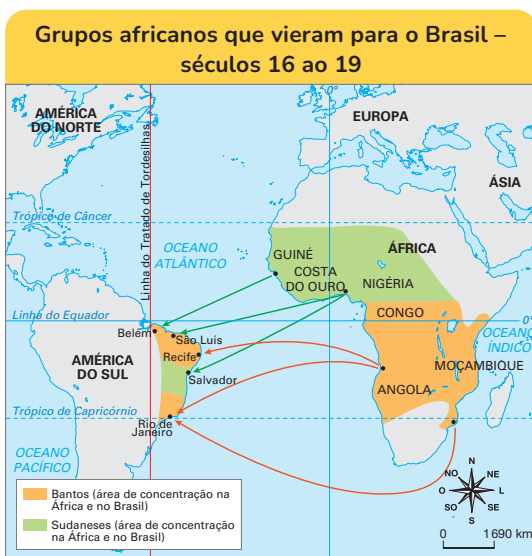 Grupos africanos que vieram para o Brasil –
séculos 16 ao 19
0°
AMÉRICA
DO NORTE
EUROPA
ÁSIA
Linha do Tratado de Tordesilhas
Trópico de Câncer
OCEANO
ATLÂNTICO
ÁFRICA
GUINÉ
COSTA
DO OURO
NIGÉRIA
CONGO
Linha do Equador
0°
OCEANO
ÍNDICO
Belém
São Luís
Recife
AMÉRICA
DO SUL
Salvador
MOÇAMBIQUE
ANGOLA
Trópico de Capricórnio
Rio de
Janeiro
OCEANO
PACÍFICO
N
NO
NE
O
L
SO
SE
S
0
1 690 km
Bantos (área de concentração na
África e no Brasil)
Sudaneses (área de concentração
na África e no Brasil)